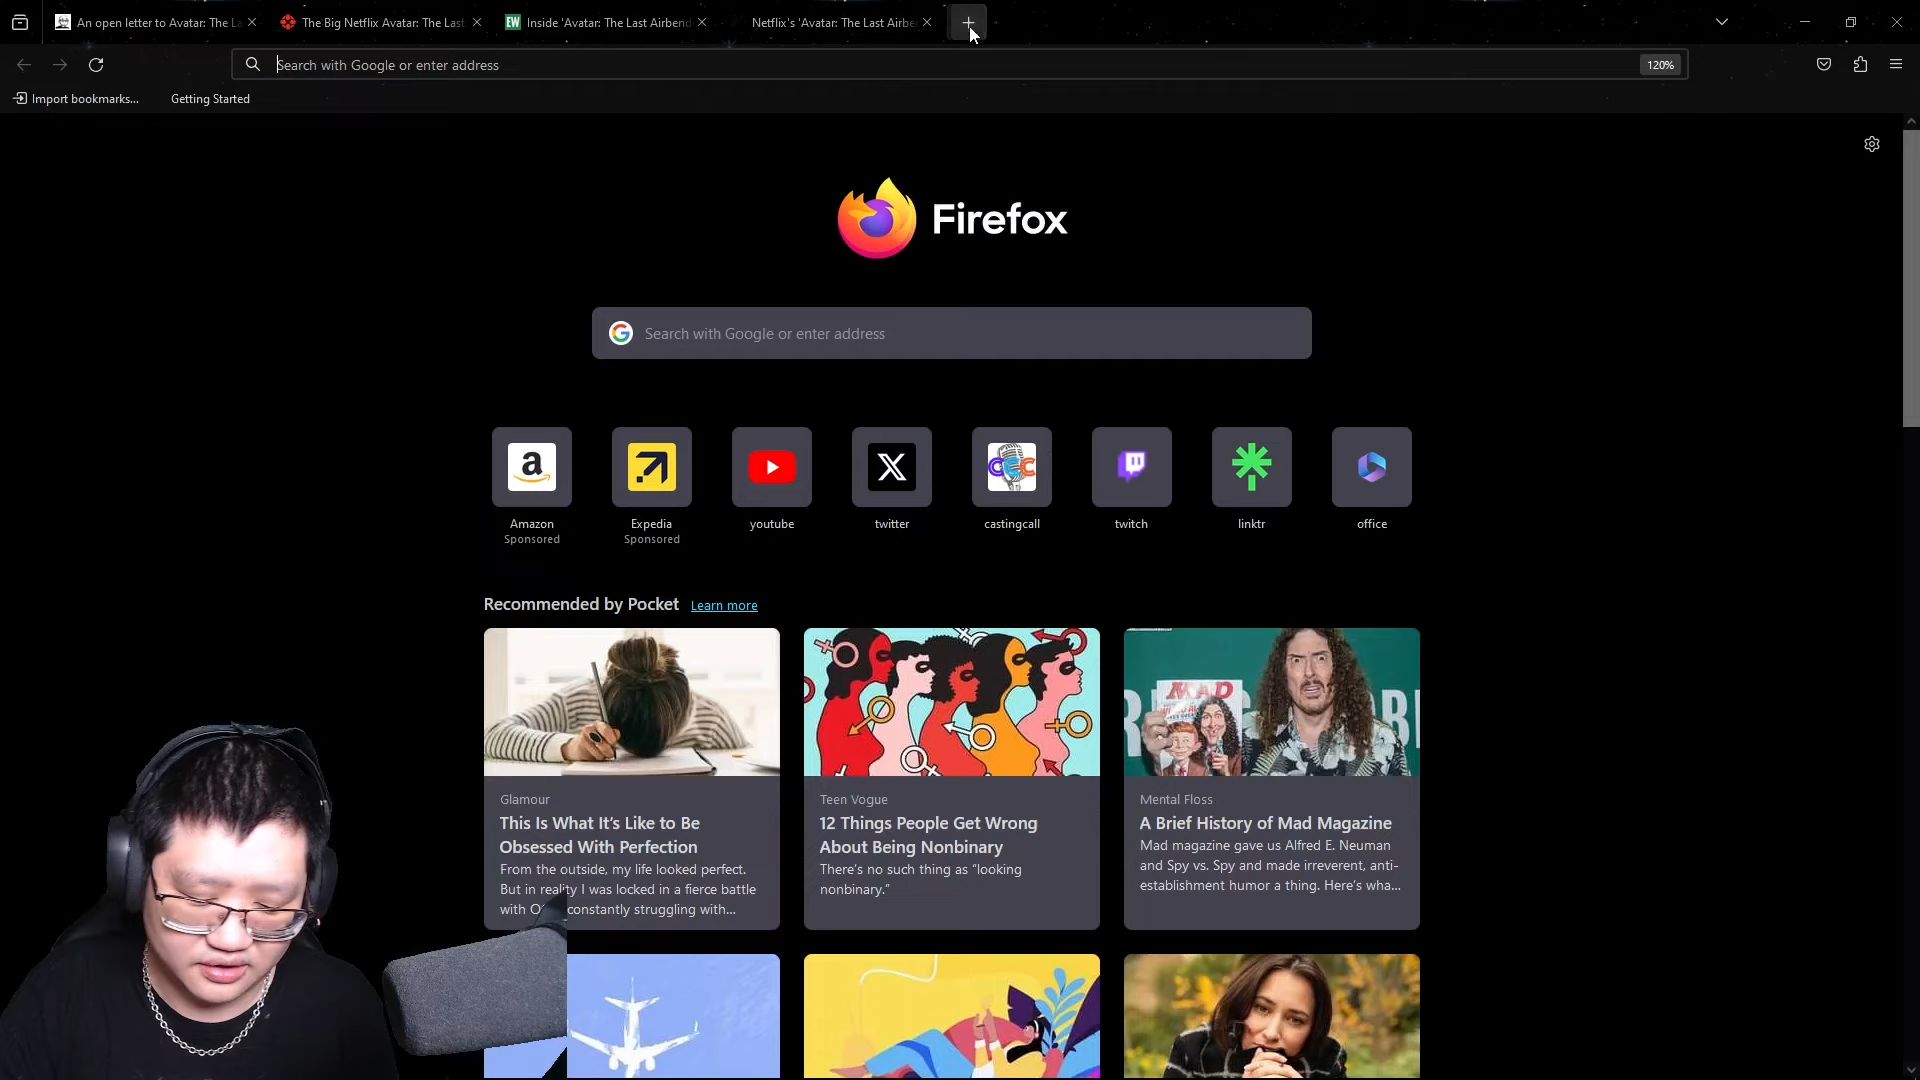 An open letter to Avatar: The La
The Big Netflix Avatar: The Last
EW
Inside 'Avatar: The Last Airbend
Netflix's 'Avatar: The Last Airbe
Search with Google or enter address
120%
Import bookmarks...
Getting Started
Firefox
Search with Google or enter address
a
X
CCC
Amazon
Sponsored
Expedia
Sponsored
youtube
twitter
castingcall
twitch
linktr
office
Recommended by Pocket
Learn more
MAD
Glamour
This Is What It's Like to Be
Obsessed With Perfection
From the outside, my life looked perfect.
But in reality I was locked in a fierce battle
with constantly struggling with...
Teen Vogue
12 Things People Get Wrong
About Being Nonbinary
There's no such thing as "looking
nonbinary."
Mental Floss
A Brief History of Mad Magazine
Mad magazine gave us Alfred E. Neuman
and Spy vs. Spy and made irreverent, anti-
establishment humor a thing. Here's wha...